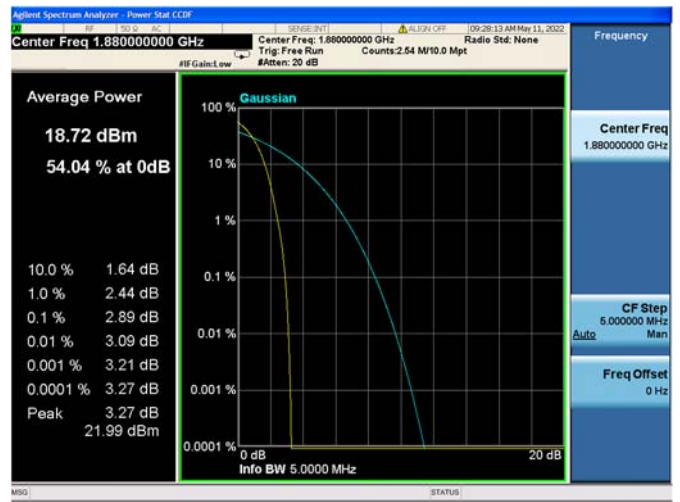 Agilent Spectrum Analyzer - Power Stat CCDF
RF 50 Ω AC SENSE:INT ALIGN OFF 09:28:13 AM May 11, 2022
Center Freq 1.880000000 GHz
Center Freq: 1.880000000 GHz Radio Std: None
Trig: Free Run Counts:2.54 M/10.0 Mpt
#IFGain:Low #Atten: 20 dB
Frequency
Average Power
18.72 dBm
54.04 % at 0dB
10.0 % 1.64 dB
1.0 % 2.44 dB
0.1 % 2.89 dB
0.01 % 3.09 dB
0.001 % 3.21 dB
0.0001 % 3.27 dB
Peak 3.27 dB
21.99 dBm
Gaussian
100 %
10 %
1 %
0.1 %
0.01 %
0.001 %
0.0001 %
0 dB 20 dB
Info BW 5.0000 MHz
Center Freq
1.880000000 GHz
CF Step
5.000000 MHz
Auto Man
Freq Offset
0 Hz
MSG STATUS